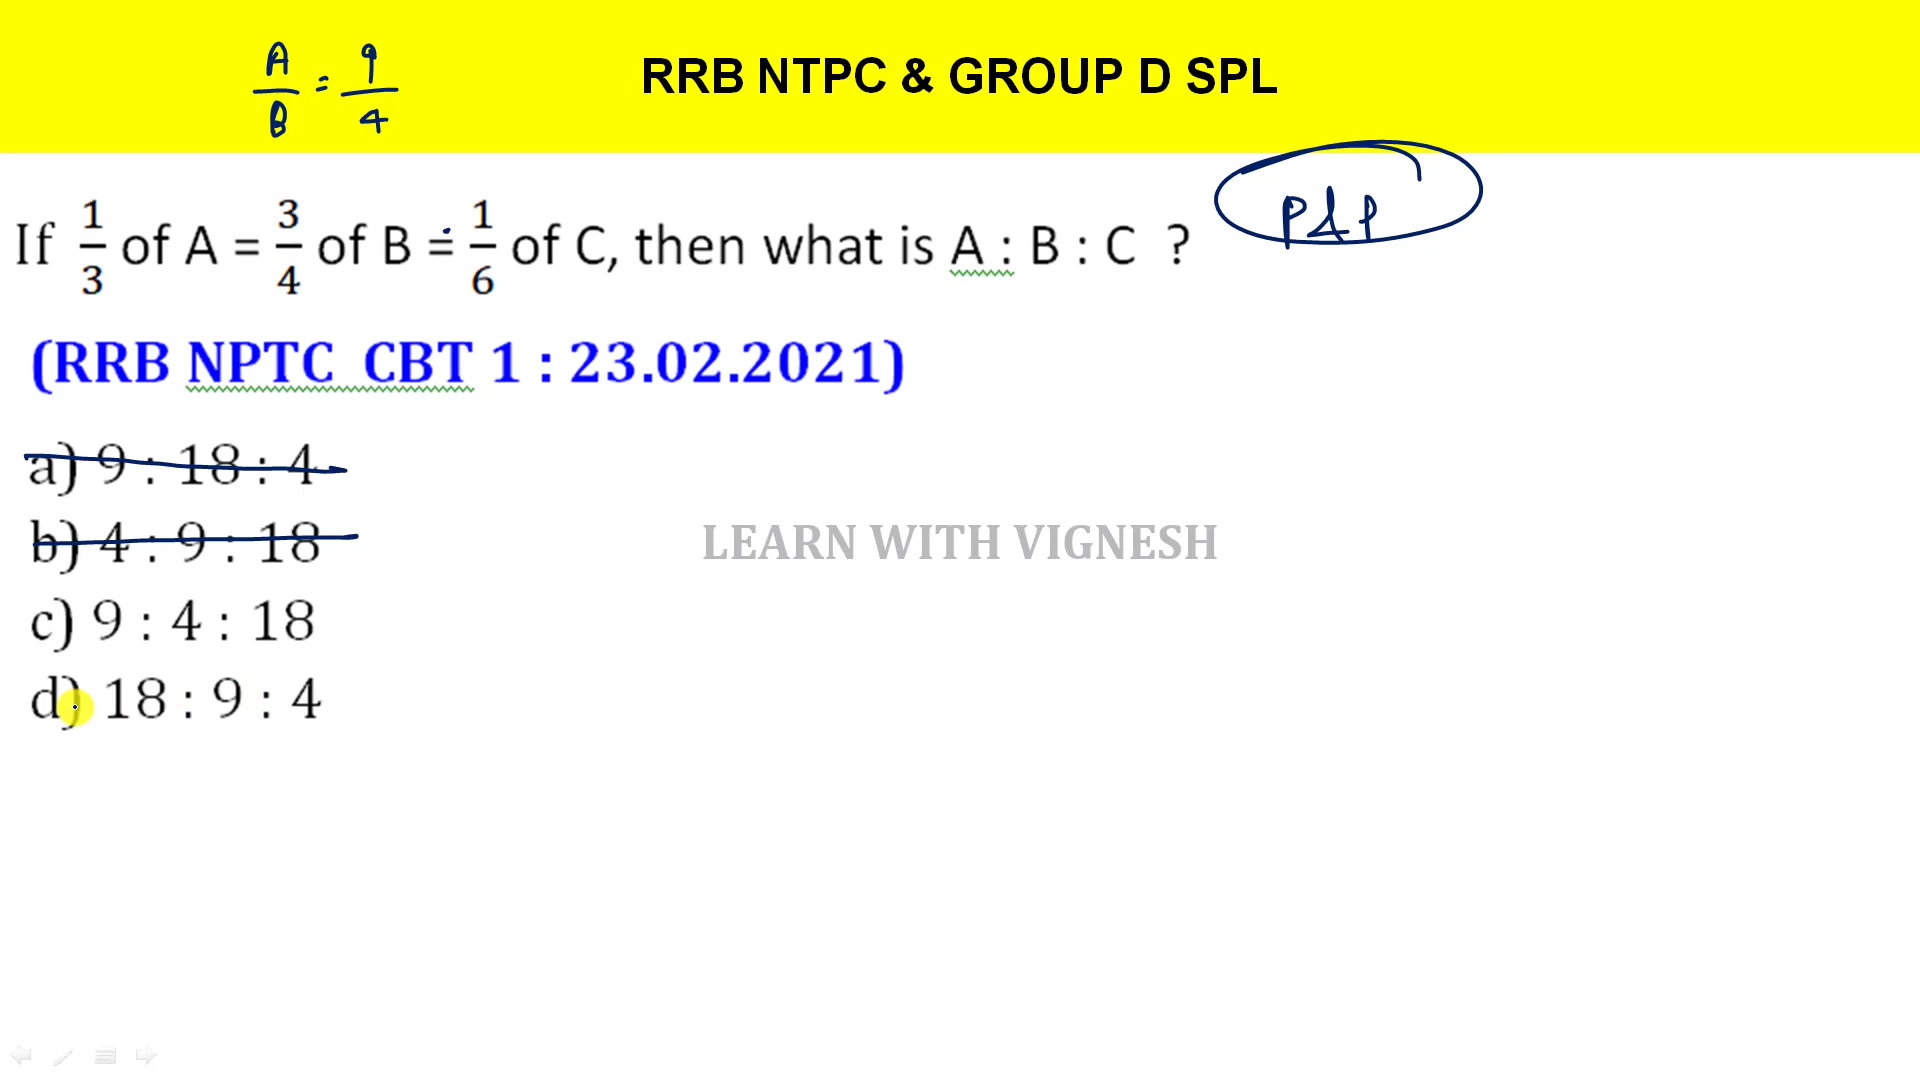 A/B = 9/4
RRB NTPC & GROUP D SPL
P&P
If 1/3 of A = 3/4 of B = 1/6 of C, then what is A : B : C ?
(RRB NPTC CBT 1 : 23.02.2021)
a) 9 : 18 : 4
b) 4 : 9 : 18
LEARN WITH VIGNESH
c) 9 : 4 : 18
d) 18 : 9 : 4